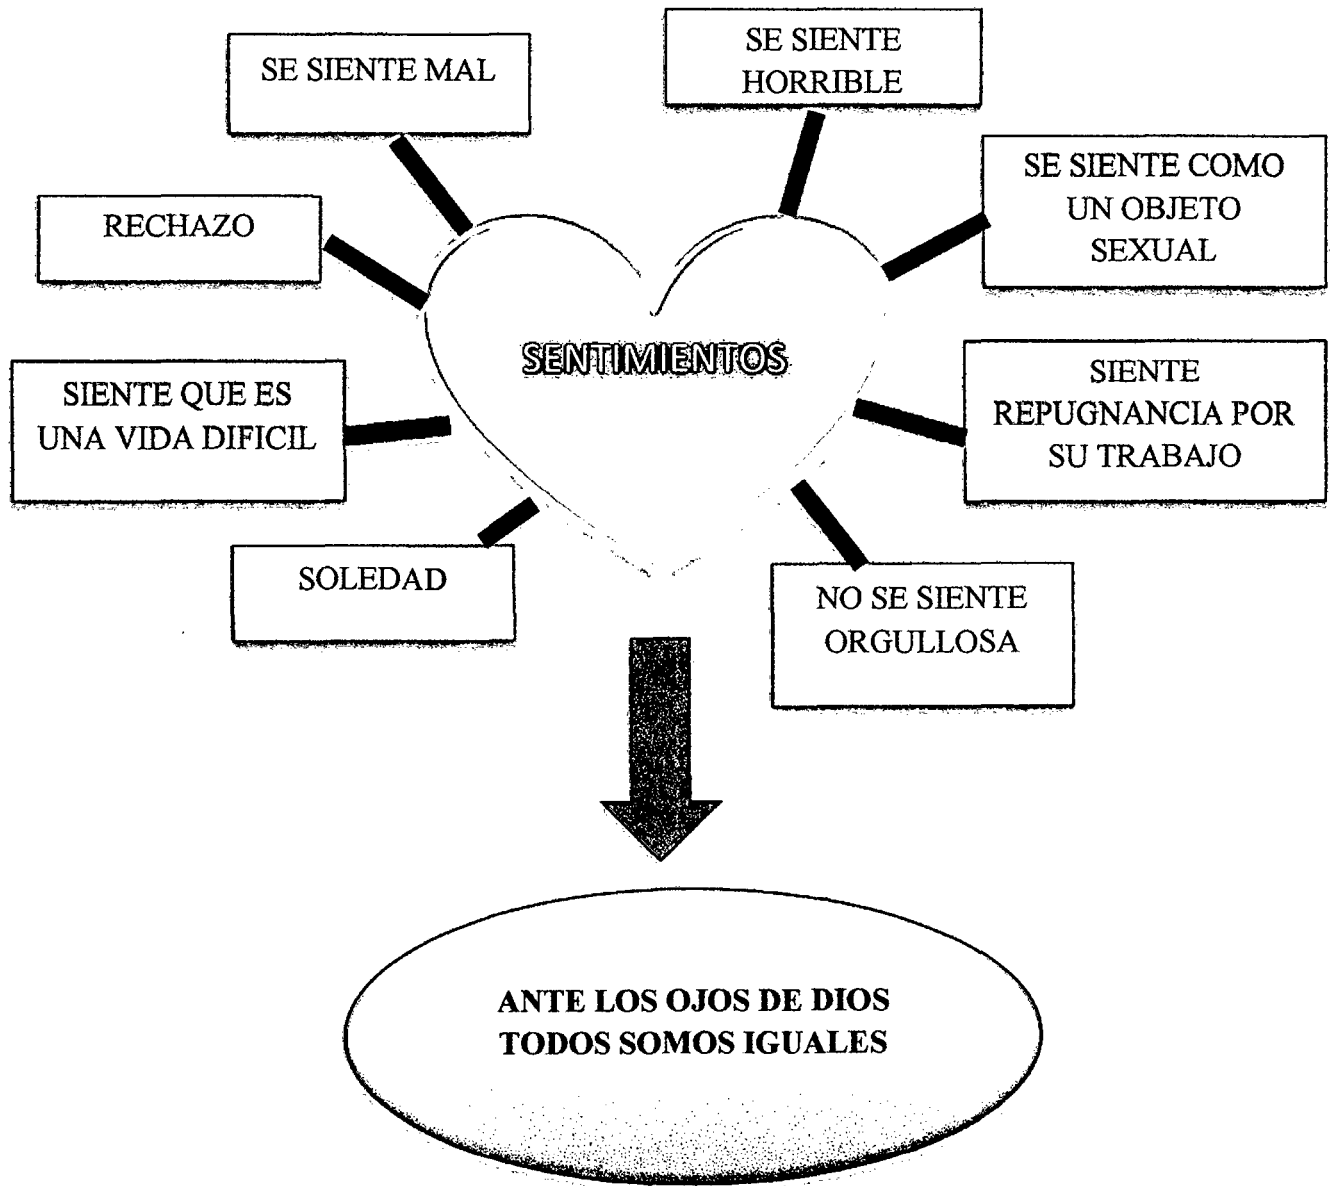 SE SIENTE
HORRIBLE
SE SIENTE MAL
SE SIENTE COMO
UN OBJETO
SEXUAL
RECHAZO
SENTIMIENTOS
SIENTE
REPUGNANCIA POR
SU TRABAJO
SIENTE QUE ES
UNA VIDA DIFICIL
SOLEDAD
NO SE SIENTE
ORGULLOSA
ANTE LOS OJOS DE DIOS
TODOS SOMOS IGUALES